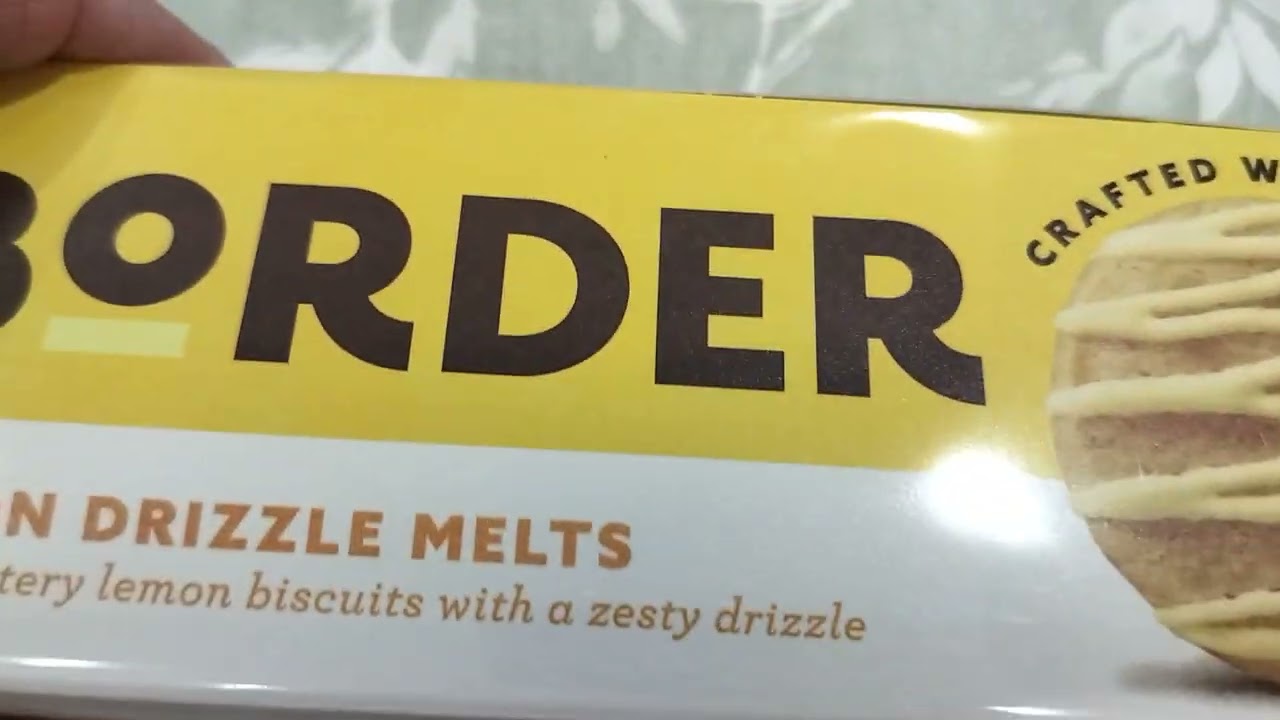 BORDER
CRAFTED W
N DRIZZLE MELTS
tery lemon biscuits with a zesty drizzle